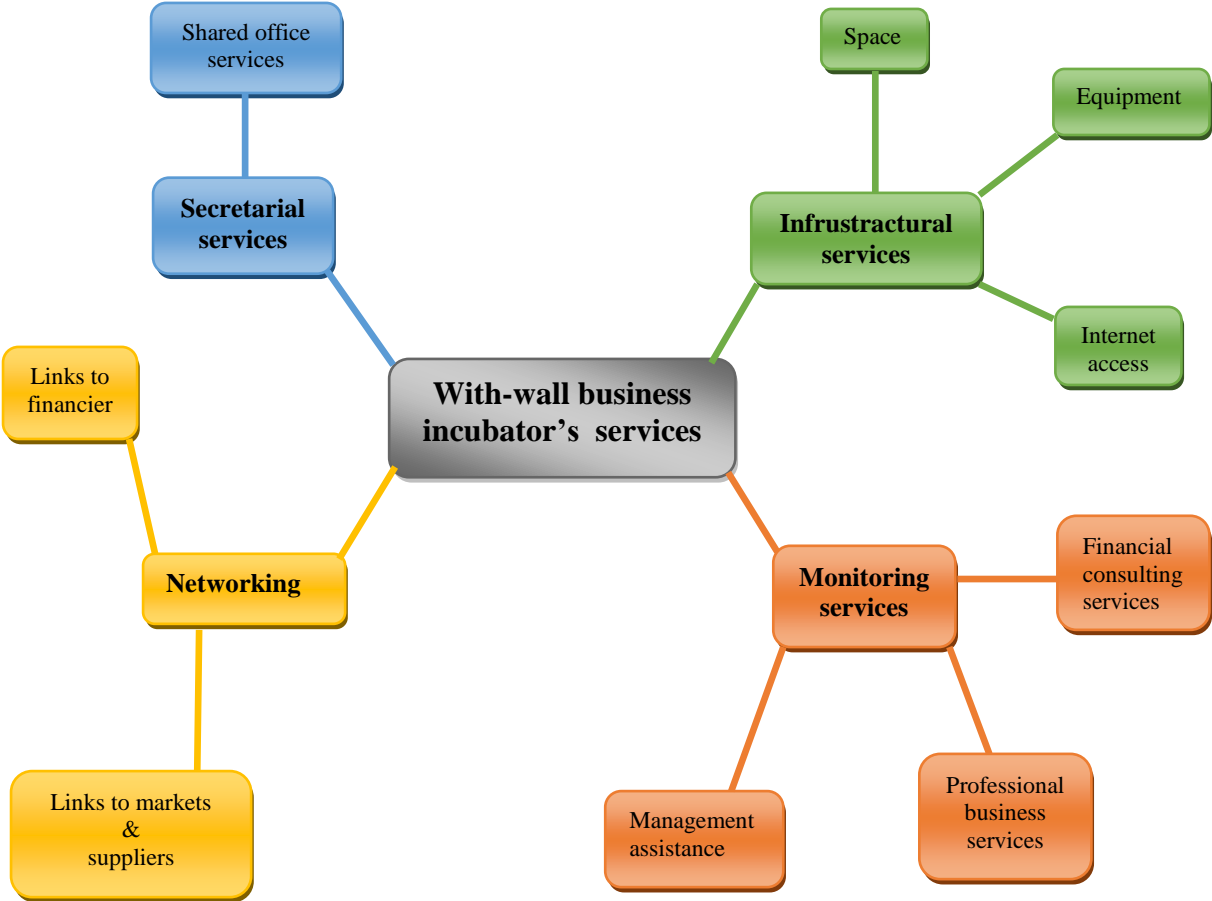 Shared office
services
Space
Equipment
Secretarial
services
Infrustractural
services
Internet
access
Links to
financier
With-wall business
incubator’s  services
Networking
Monitoring
services
Financial
consulting
services
Links to markets
&
suppliers
Management
assistance
Professional
business
services